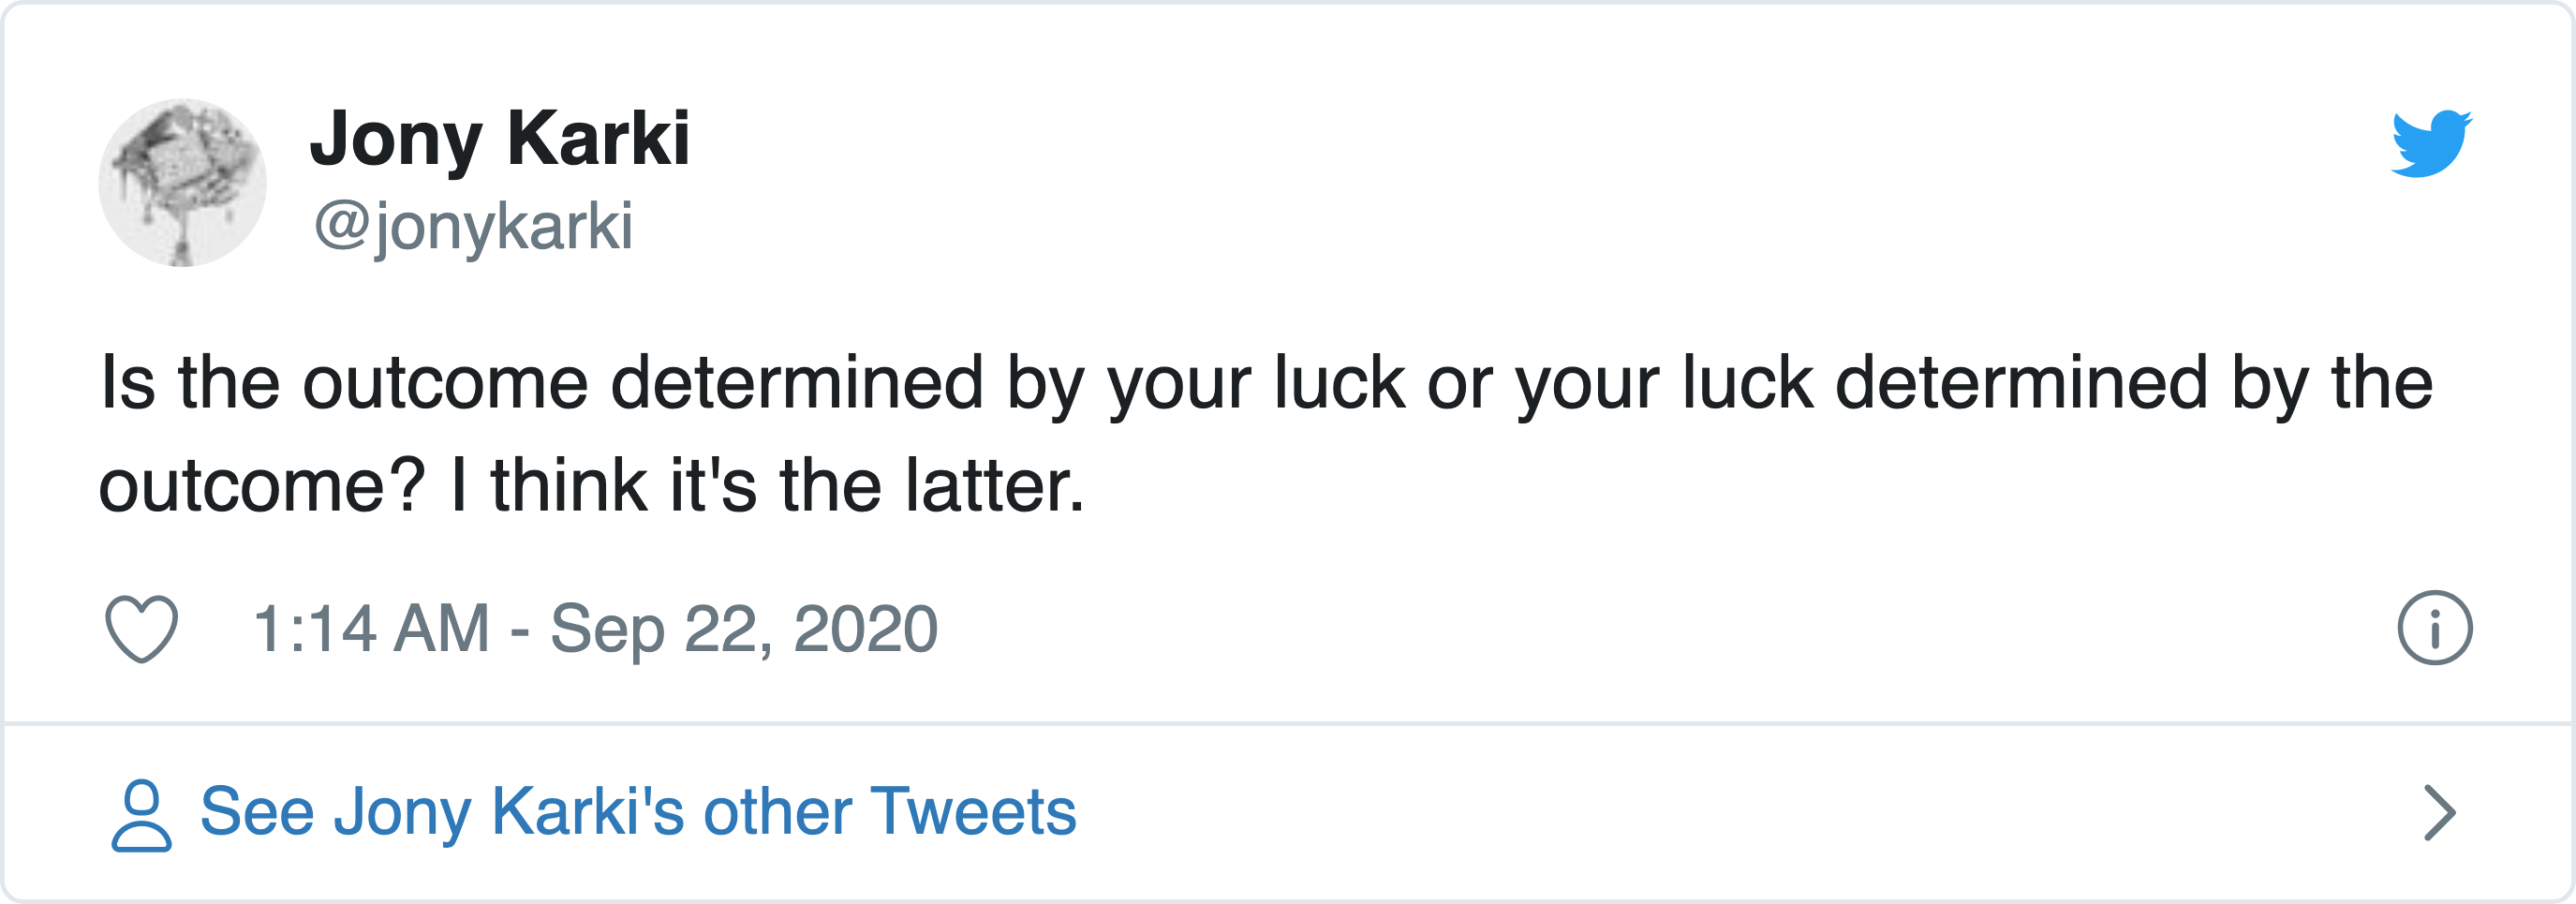 Jony Karki
@jonykarki
Is the outcome determined by your luck or your luck determined by the
outcome? I think it's the latter.
1:14 AM - Sep 22, 2020
See Jony Karki's other Tweets